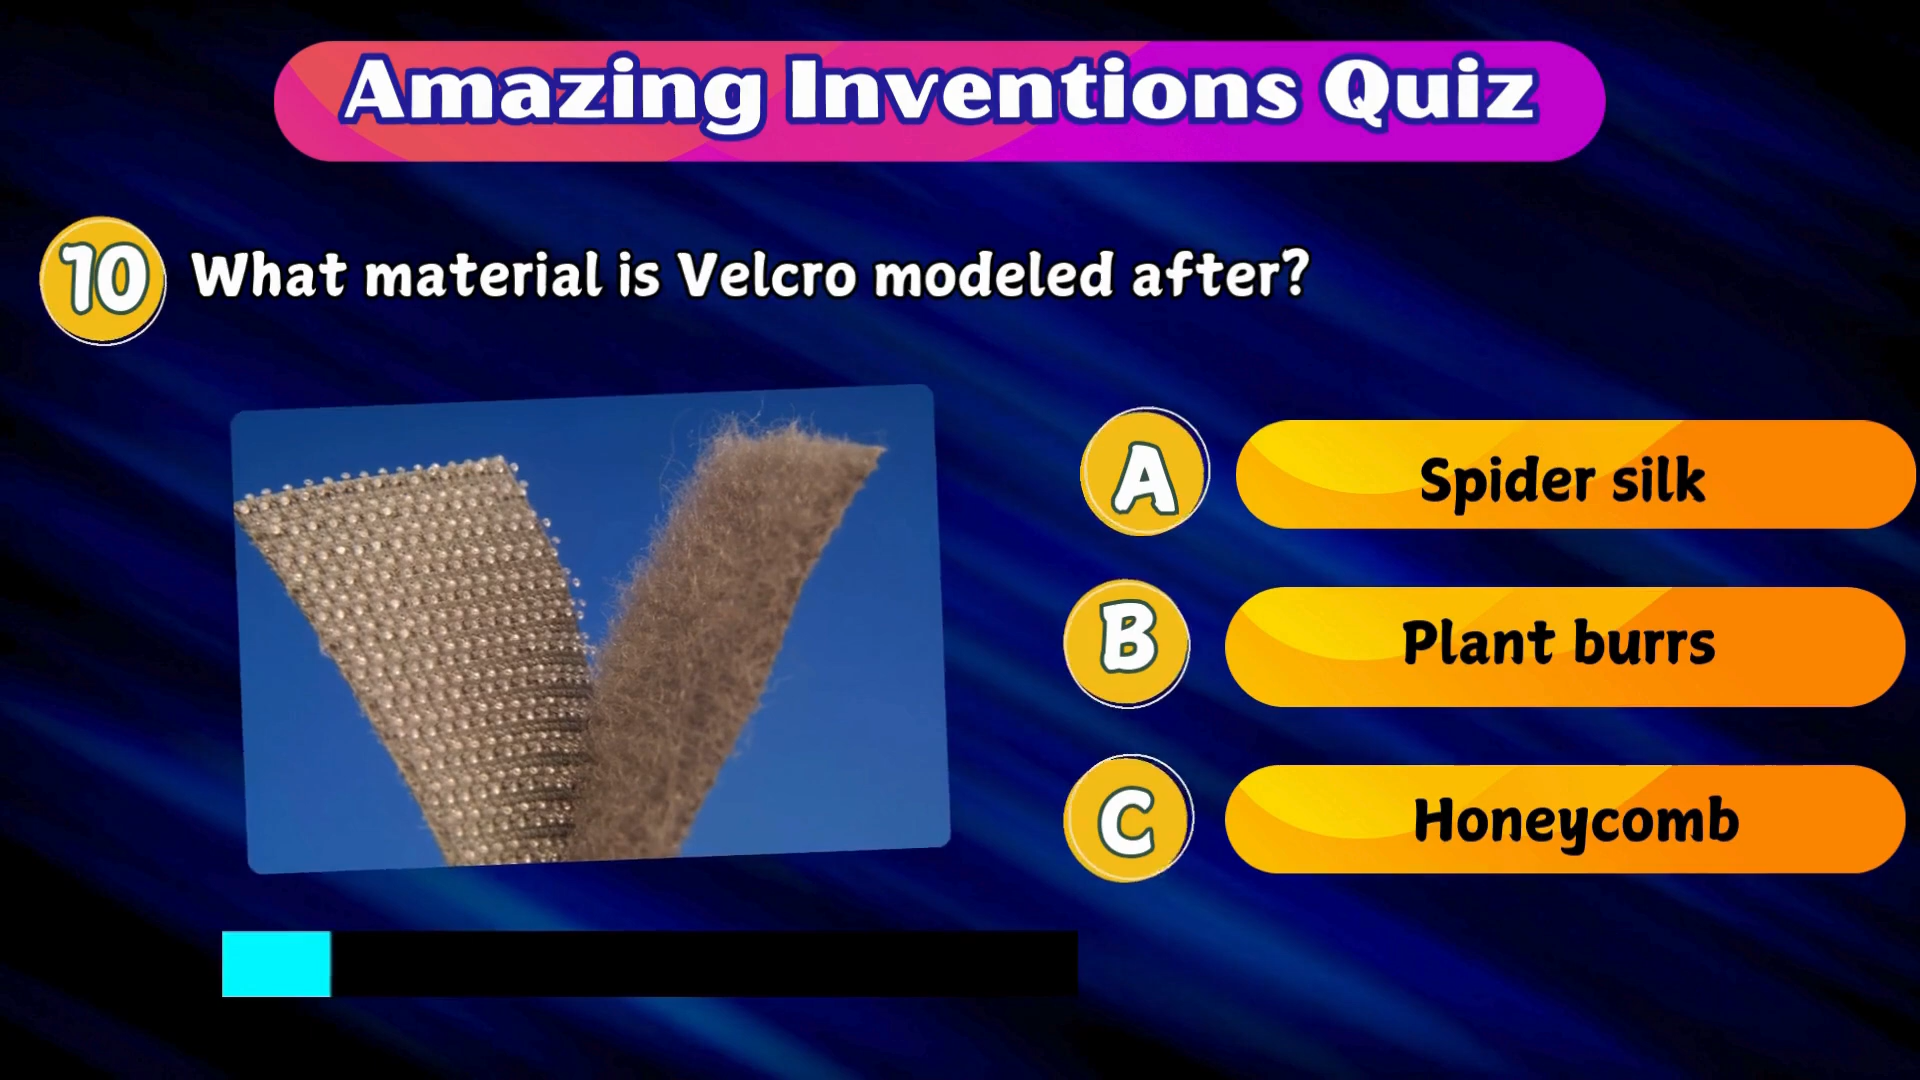 Amazing Inventions Quiz
10 What material is Velcro modeled after?
A Spider silk
B Plant burrs
C Honeycomb